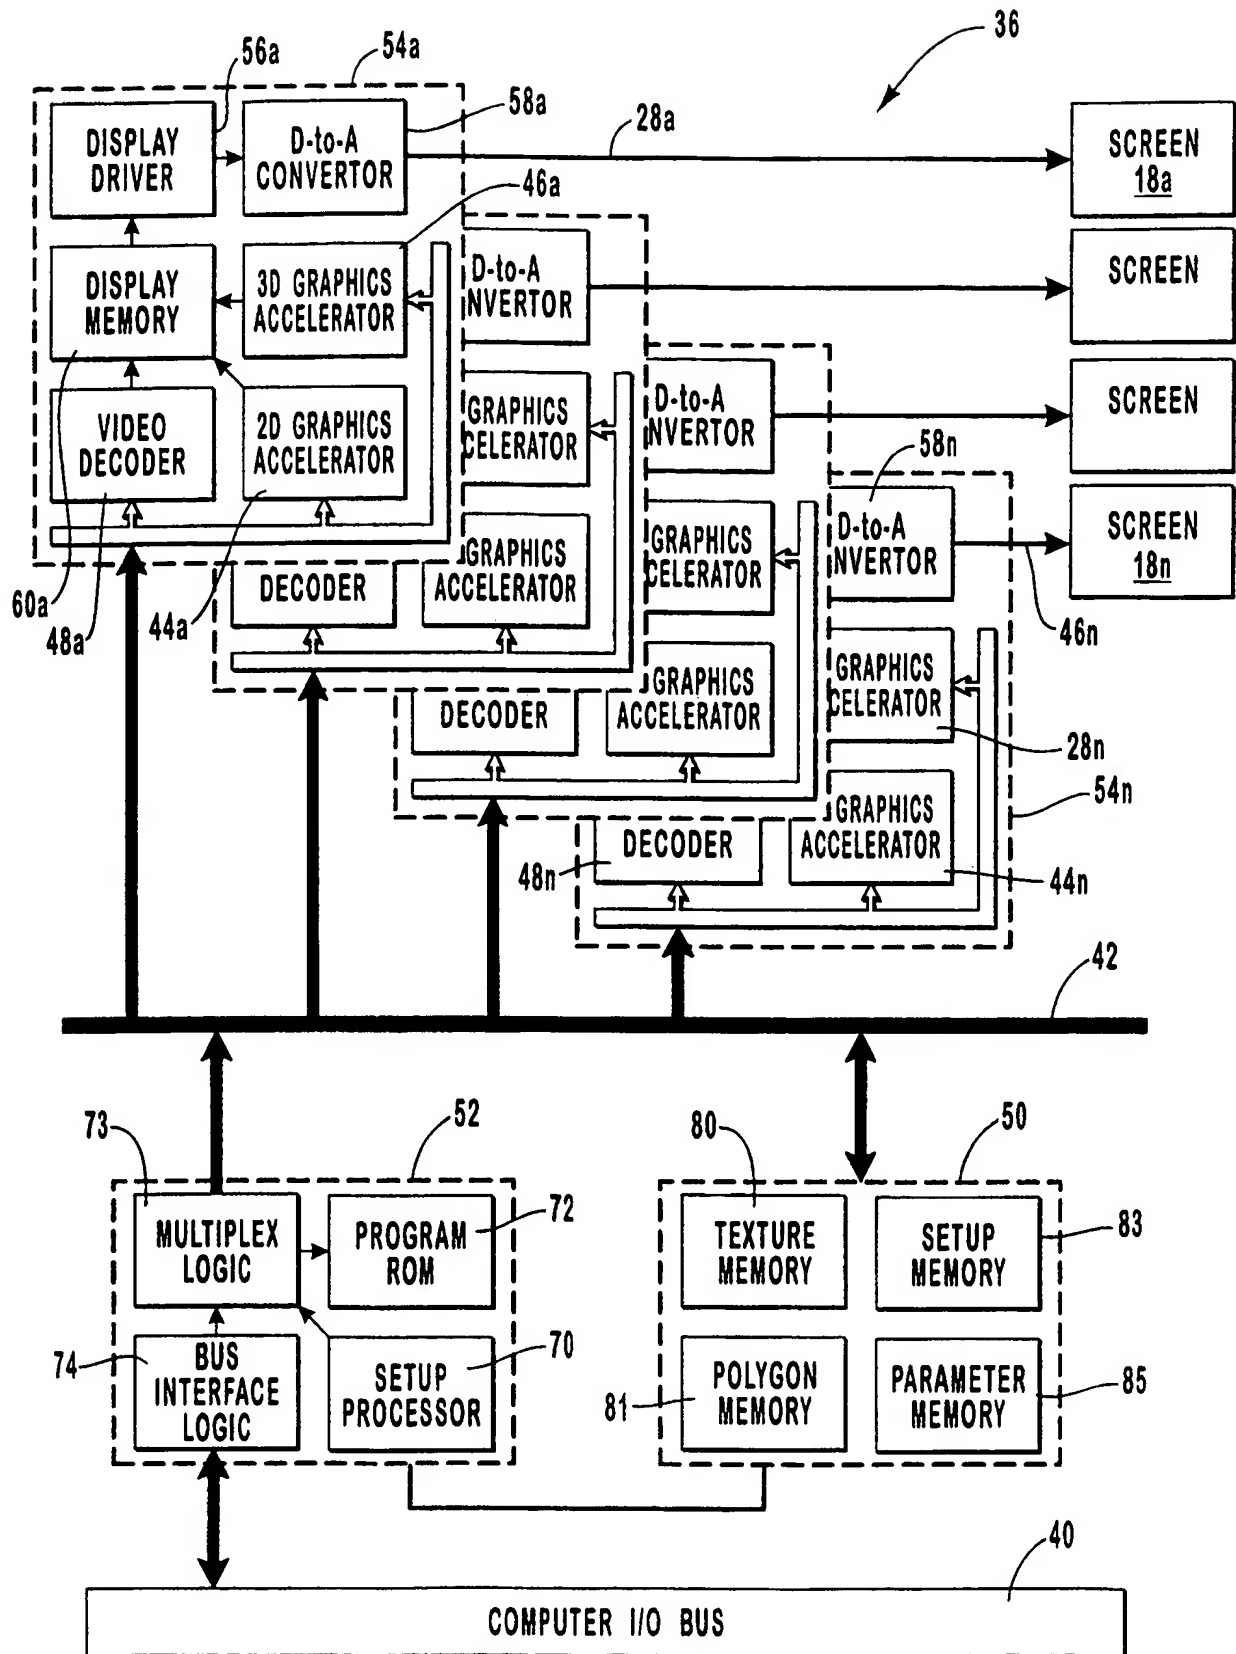 36
56a
54a
58a
28a
DISPLAY
DRIVER
D-to-A
CONVERTOR
SCREEN
18a
46a
DISPLAY
MEMORY
3D GRAPHICS
ACCELERATOR
D-to-A
NVERTOR
SCREEN
VIDEO
DECODER
2D GRAPHICS
ACCELERATOR
GRAPHICS
CELERATOR
D-to-A
NVERTOR
SCREEN
58n
60a
48a
44a
DECODER
GRAPHICS
ACCELERATOR
GRAPHICS
CELERATOR
D-to-A
NVERTOR
SCREEN
18n
46n
DECODER
GRAPHICS
ACCELERATOR
GRAPHICS
CELERATOR
28n
54n
48n
DECODER
GRAPHICS
ACCELERATOR
44n
42
73
52
80
50
MULTIPLEX
LOGIC
PROGRAM
ROM
72
TEXTURE
MEMORY
SETUP
MEMORY
83
74
BUS
INTERFACE
LOGIC
SETUP
PROCESSOR
70
81
POLYGON
MEMORY
PARAMETER
MEMORY
85
40
COMPUTER I/O BUS